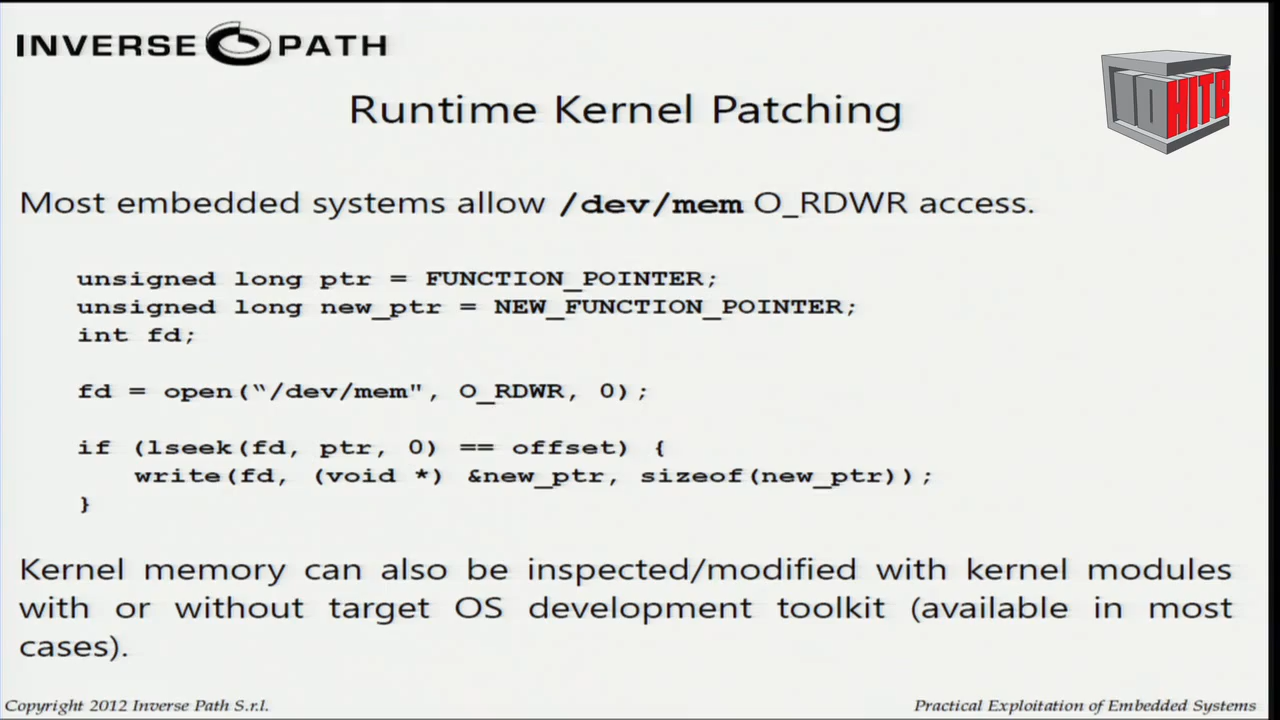 INVERSE PATH
10 HITB
Runtime Kernel Patching
Most embedded systems allow /dev/mem O_RDWR access.
unsigned long ptr = FUNCTION_POINTER;
unsigned long new_ptr = NEW_FUNCTION_POINTER;
int fd;
fd = open(“/dev/mem", O_RDWR, 0);
if (lseek(fd, ptr, 0) == offset) {
write(fd, (void *) &new_ptr, sizeof(new_ptr));
}
Kernel memory can also be inspected/modified with kernel modules
with or without target OS development toolkit (available in most
cases).
Copyright 2012 Inverse Path S.r.l.
Practical Exploitation of Embedded Systems